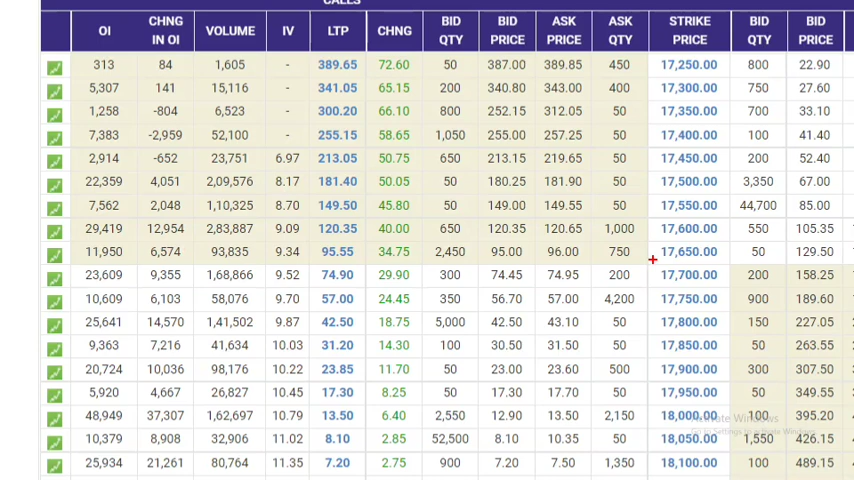 CALLS
OI CHNG IN OI VOLUME IV LTP CHNG BID QTY BID PRICE ASK PRICE ASK QTY STRIKE PRICE BID QTY BID PRICE
313 84 1,605 - 389.65 72.60 50 387.00 389.85 450 17,250.00 800 22.90
5,307 141 15,116 - 341.05 65.15 200 340.80 343.00 400 17,300.00 750 27.60
1,258 -804 6,523 - 300.20 66.10 800 252.15 312.05 50 17,350.00 700 33.10
7,383 -2,959 52,100 - 255.15 58.65 1,050 255.00 257.25 50 17,400.00 100 41.40
2,914 -652 23,751 6.97 213.05 50.75 650 213.15 219.65 50 17,450.00 200 52.40
22,359 4,051 2,09,576 8.17 181.40 50.05 50 180.25 181.90 50 17,500.00 3,350 67.00
7,562 2,048 1,10,325 8.70 149.50 45.80 50 149.00 149.55 50 17,550.00 44,700 85.00
29,419 12,954 2,83,887 9.09 120.35 40.00 650 120.35 120.65 1,000 17,600.00 550 105.35
11,950 6,574 93,835 9.34 95.55 34.75 2,450 95.00 96.00 750 17,650.00 50 129.50
23,609 9,355 1,68,866 9.52 74.90 29.90 300 74.45 74.95 200 17,700.00 200 158.25
10,609 6,103 58,076 9.70 57.00 24.45 350 56.70 57.00 4,200 17,750.00 900 189.60
25,641 14,570 1,41,502 9.87 42.50 18.75 5,000 42.50 43.10 50 17,800.00 150 227.05
9,363 7,216 41,634 10.03 31.20 14.30 100 30.50 31.50 50 17,850.00 50 263.55
20,724 10,036 98,176 10.22 23.85 11.70 50 23.00 23.60 500 17,900.00 300 307.50
5,920 4,667 26,827 10.45 17.30 8.25 50 17.30 17.70 50 17,950.00 50 349.55
48,949 37,307 1,62,697 10.79 13.50 6.40 2,550 12.90 13.50 2,150 18,000.00 100 395.20
Activate Windows
10,379 8,908 32,906 11.02 8.10 2.85 52,500 8.10 10.35 50 18,050.00 1,550 426.15
Go to Settings to activate Windows.
25,934 21,261 80,764 11.35 7.20 2.75 900 7.20 7.50 1,350 18,100.00 100 489.15